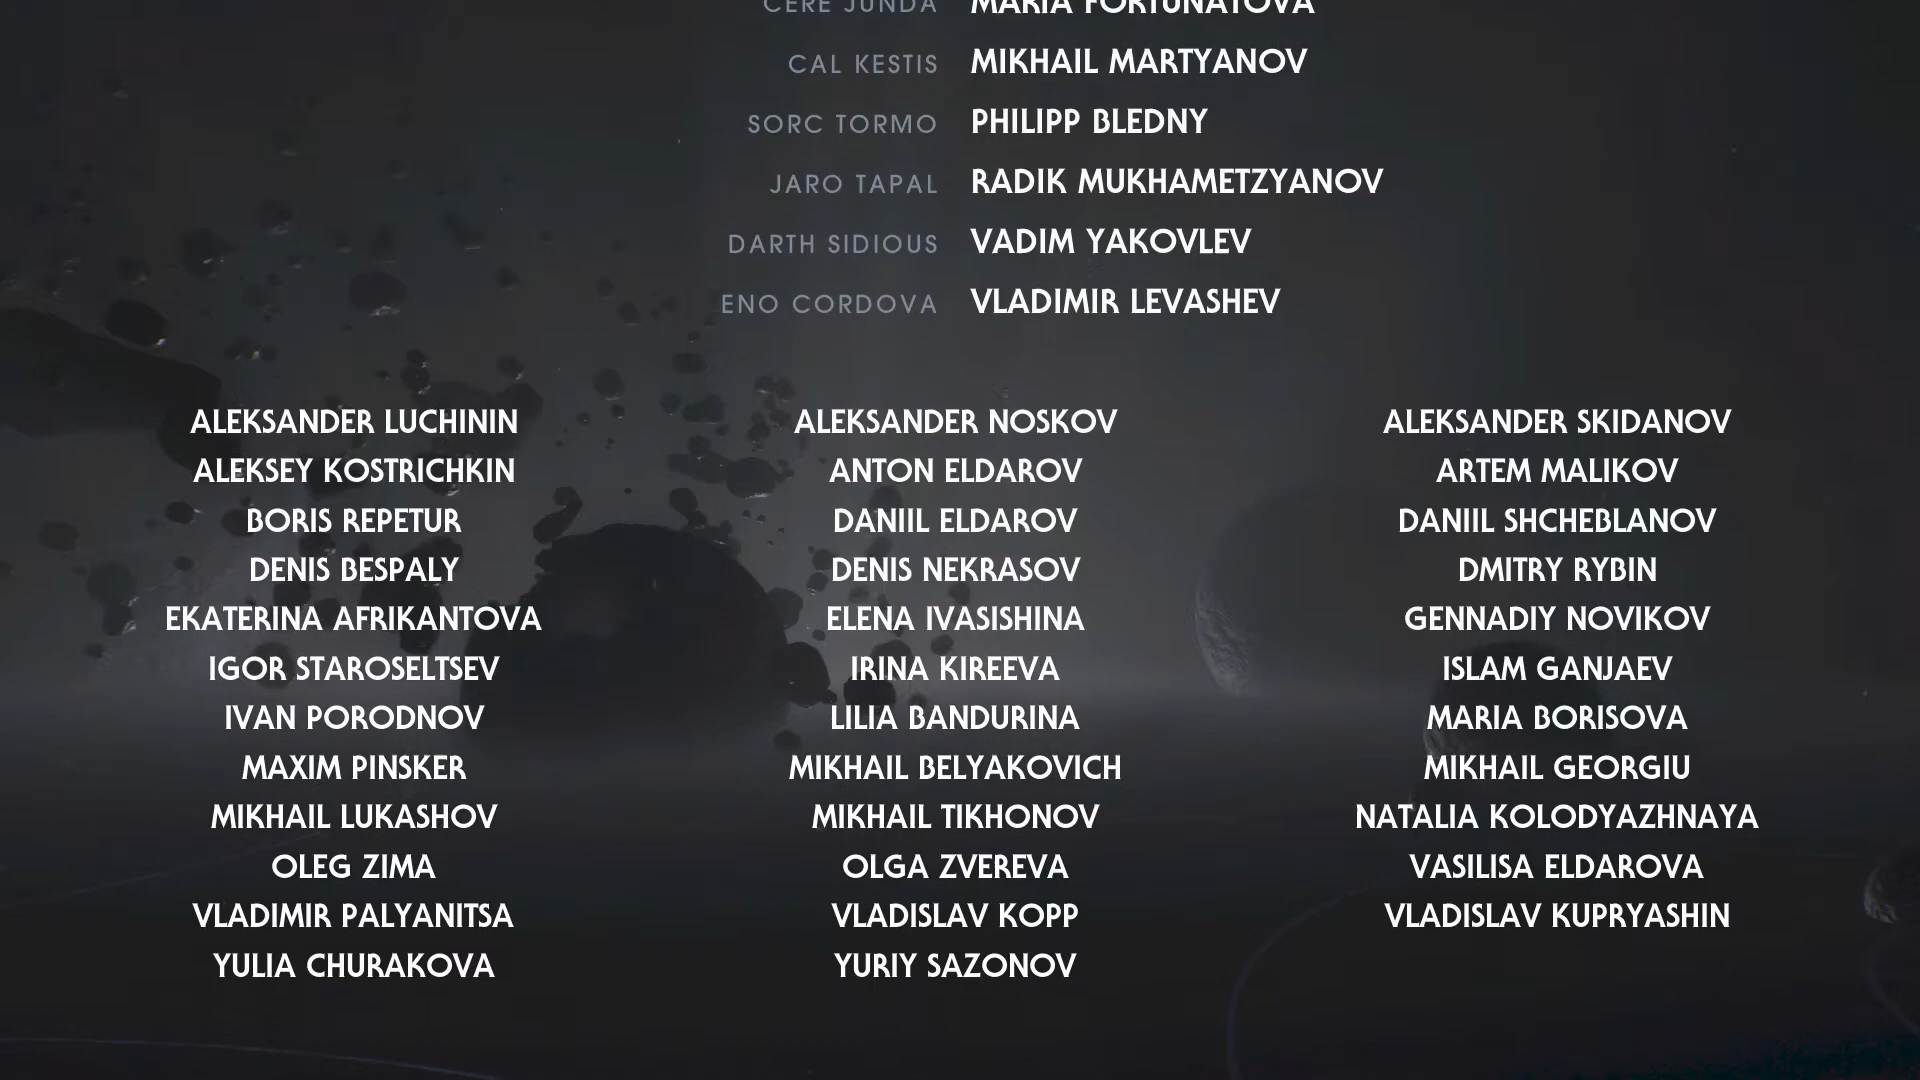 CERE JUNDA MARIA FORTUNATOVA
CAL KESTIS MIKHAIL MARTYANOV
SORC TORMO PHILIPP BLEDNY
JARO TAPAL RADIK MUKHAMETZYANOV
DARTH SIDIOUS VADIM YAKOVLEV
ENO CORDOVA VLADIMIR LEVASHEV
ALEKSANDER LUCHININ ALEKSANDER NOSKOV ALEKSANDER SKIDANOV
ALEKSEY KOSTRICHKIN ANTON ELDAROV ARTEM MALIKOV
BORIS REPETUR DANIIL ELDAROV DANIIL SHCHEBLANOV
DENIS BESPALY DENIS NEKRASOV DMITRY RYBIN
EKATERINA AFRIKANTOVA ELENA IVASISHINA GENNADIY NOVIKOV
IGOR STAROSELTSEV IRINA KIREEVA ISLAM GANJAEV
IVAN PORODNOV LILIA BANDURINA MARIA BORISOVA
MAXIM PINSKER MIKHAIL BELYAKOVICH MIKHAIL GEORGIU
MIKHAIL LUKASHOV MIKHAIL TIKHONOV NATALIA KOLODYAZHNAYA
OLEG ZIMA OLGA ZVEREVA VASILISA ELDAROVA
VLADIMIR PALYANITSA VLADISLAV KOPP VLADISLAV KUPRYASHIN
YULIA CHURAKOVA YURIY SAZONOV